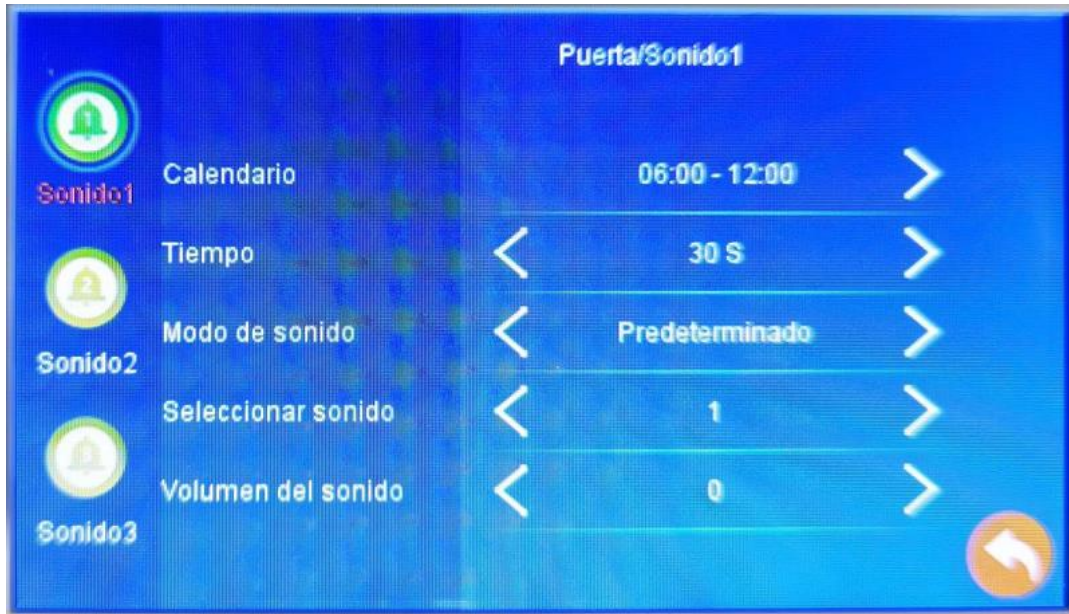 Puerta/Sonido1
Sonido1
Calendario 06:00 - 12:00
Tiempo 30 S
2
Sonido2
Modo de sonido Predeterminado
Seleccionar sonido 1
Sonido3
Volumen del sonido 0